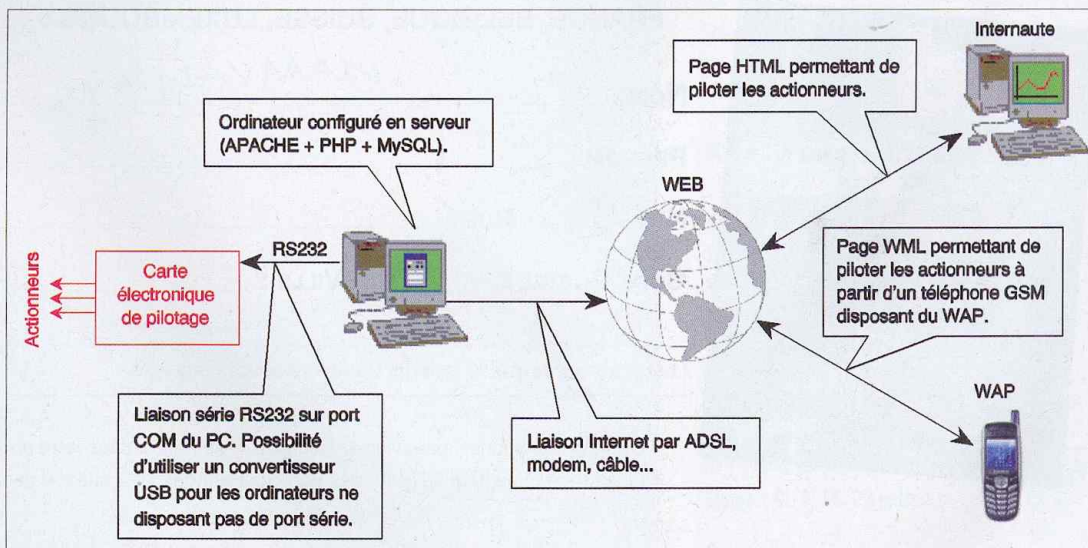 Internaute
Page HTML permettant de
piloter les actionneurs.
Ordinateur configuré en serveur
(APACHE + PHP + MySQL).
WEB
RS232
Carte
électronique
de pilotage
Actionneurs
Page WML permettant de
piloter les actionneurs à
partir d'un téléphone GSM
disposant du WAP.
Liaison série RS232 sur port
COM du PC. Possibilité
d'utiliser un convertisseur
USB pour les ordinateurs ne
disposant pas de port série.
Liaison Internet par ADSL,
modem, câble...
WAP